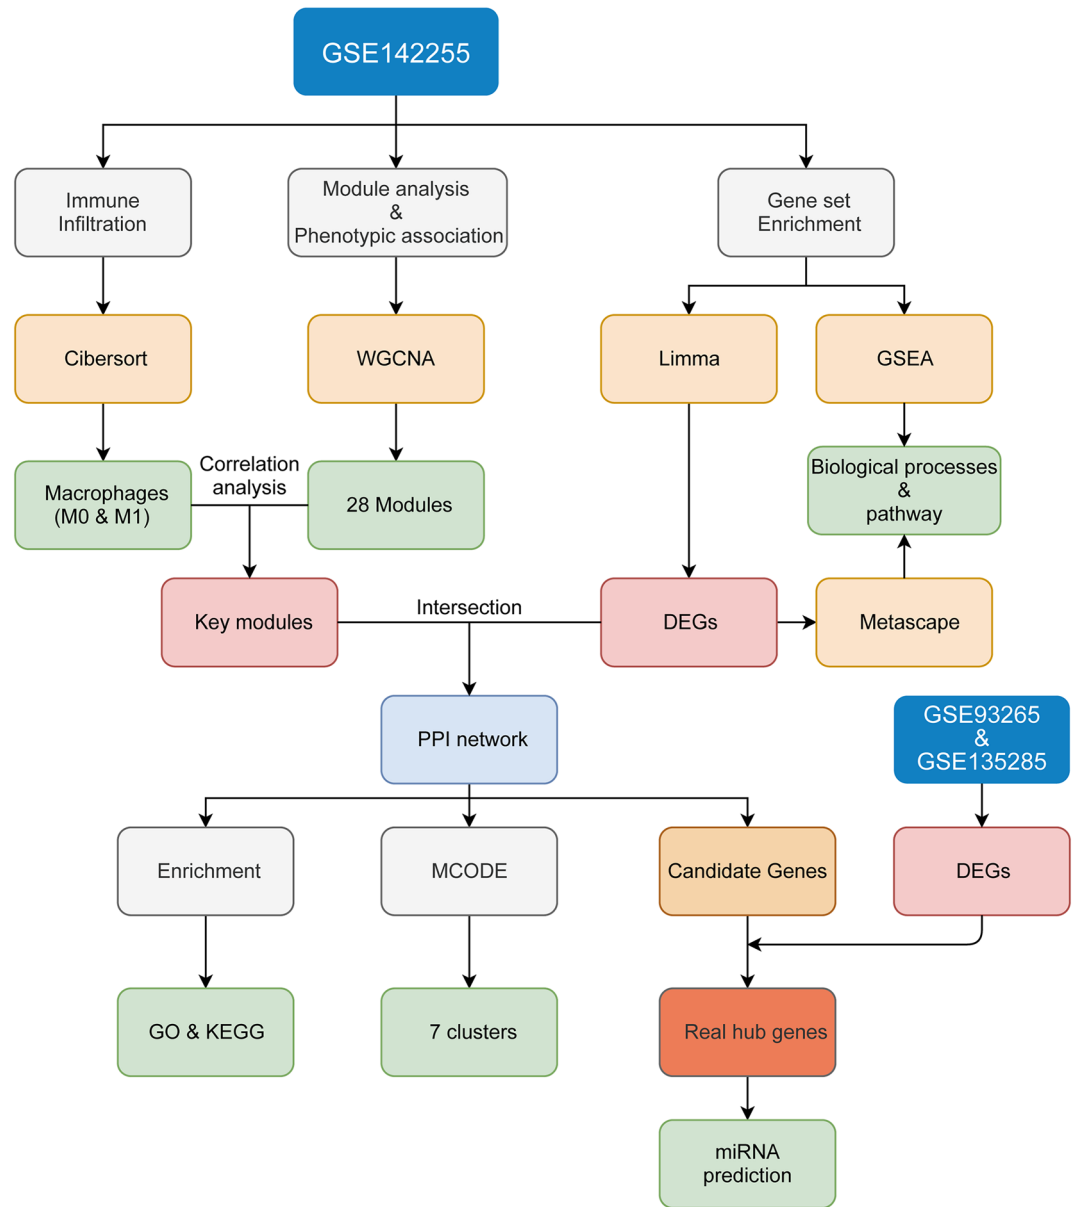 GSE142255
Immune
Infiltration
Module analysis
&
Phenotypic association
Gene set
Enrichment
Cibersort
WGCNA
Limma
GSEA
Macrophages
(M0 & M1)
Correlation
analysis
28 Modules
Biological processes
&
pathway
Key modules
Intersection
DEGs
Metascape
PPI network
GSE93265
&
GSE135285
Enrichment
MCODE
Candidate Genes
DEGs
GO & KEGG
7 clusters
Real hub genes
miRNA
prediction